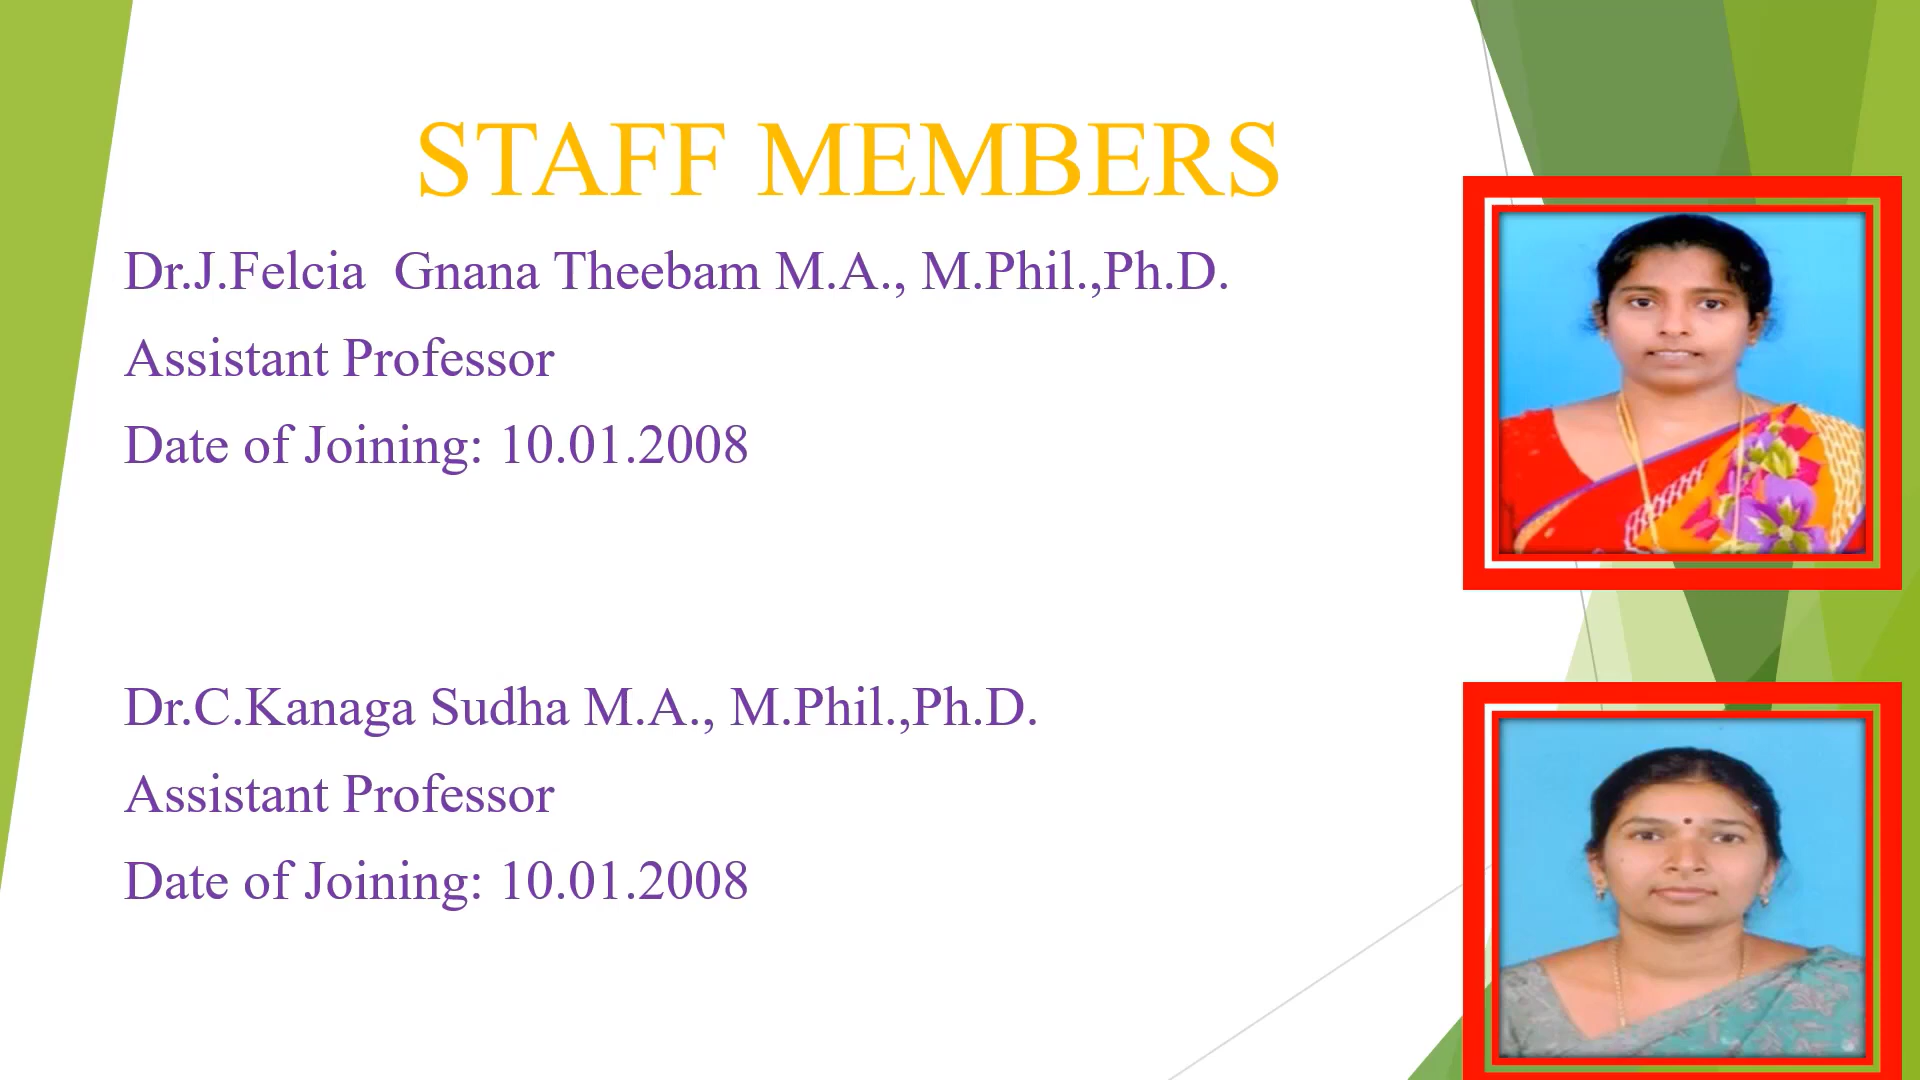 STAFF MEMBERS
Dr.J.Felcia  Gnana Theebam M.A., M.Phil.,Ph.D.
Assistant Professor
Date of Joining: 10.01.2008
Dr.C.Kanaga Sudha M.A., M.Phil.,Ph.D.
Assistant Professor
Date of Joining: 10.01.2008